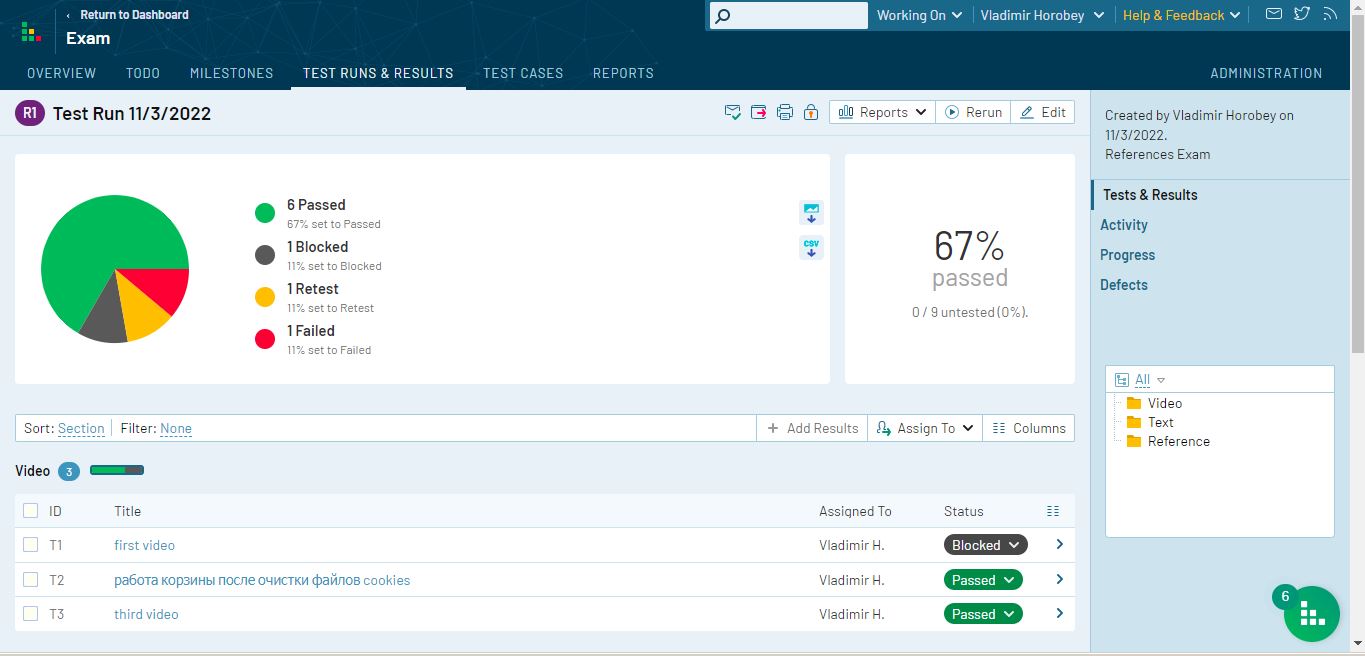 ‹ Return to Dashboard
Exam
Working On
Vladimir Horobey
Help & Feedback
OVERVIEW TODO MILESTONES TEST RUNS & RESULTS TEST CASES REPORTS ADMINISTRATION
R1 Test Run 11/3/2022
Reports Rerun Edit
6 Passed
67% set to Passed
1 Blocked
11% set to Blocked
1 Retest
11% set to Retest
1 Failed
11% set to Failed
CSV
67%
passed
0 / 9 untested (0%).
Created by Vladimir Horobey on
11/3/2022.
References Exam
Tests & Results
Activity
Progress
Defects
All
Video
Text
Reference
Sort: Section Filter: None + Add Results Assign To Columns
Video 3
ID Title Assigned To Status
T1 first video Vladimir H. Blocked
T2 работа корзины после очистки файлов cookies Vladimir H. Passed
T3 third video Vladimir H. Passed
6